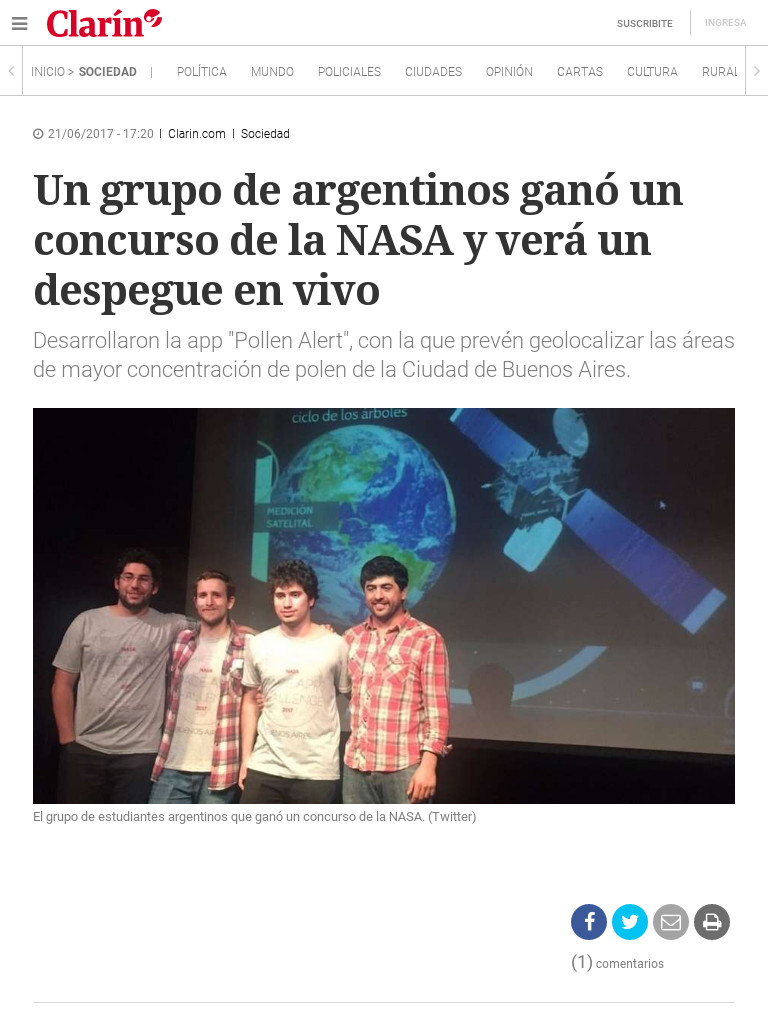 Clarín
SUSCRIBITE
INGRESA
INICIO > SOCIEDAD | POLÍTICA MUNDO POLICIALES CIUDADES OPINIÓN CARTAS CULTURA RURAL
21/06/2017 - 17:20 | Clarin.com | Sociedad
Un grupo de argentinos ganó un
concurso de la NASA y verá un
despegue en vivo
Desarrollaron la app "Pollen Alert", con la que prevén geolocalizar las áreas
de mayor concentración de polen de la Ciudad de Buenos Aires.
ciclo de los árboles
MEDICIÓN
SATELITAL
El grupo de estudiantes argentinos que ganó un concurso de la NASA. (Twitter)
(1) comentarios